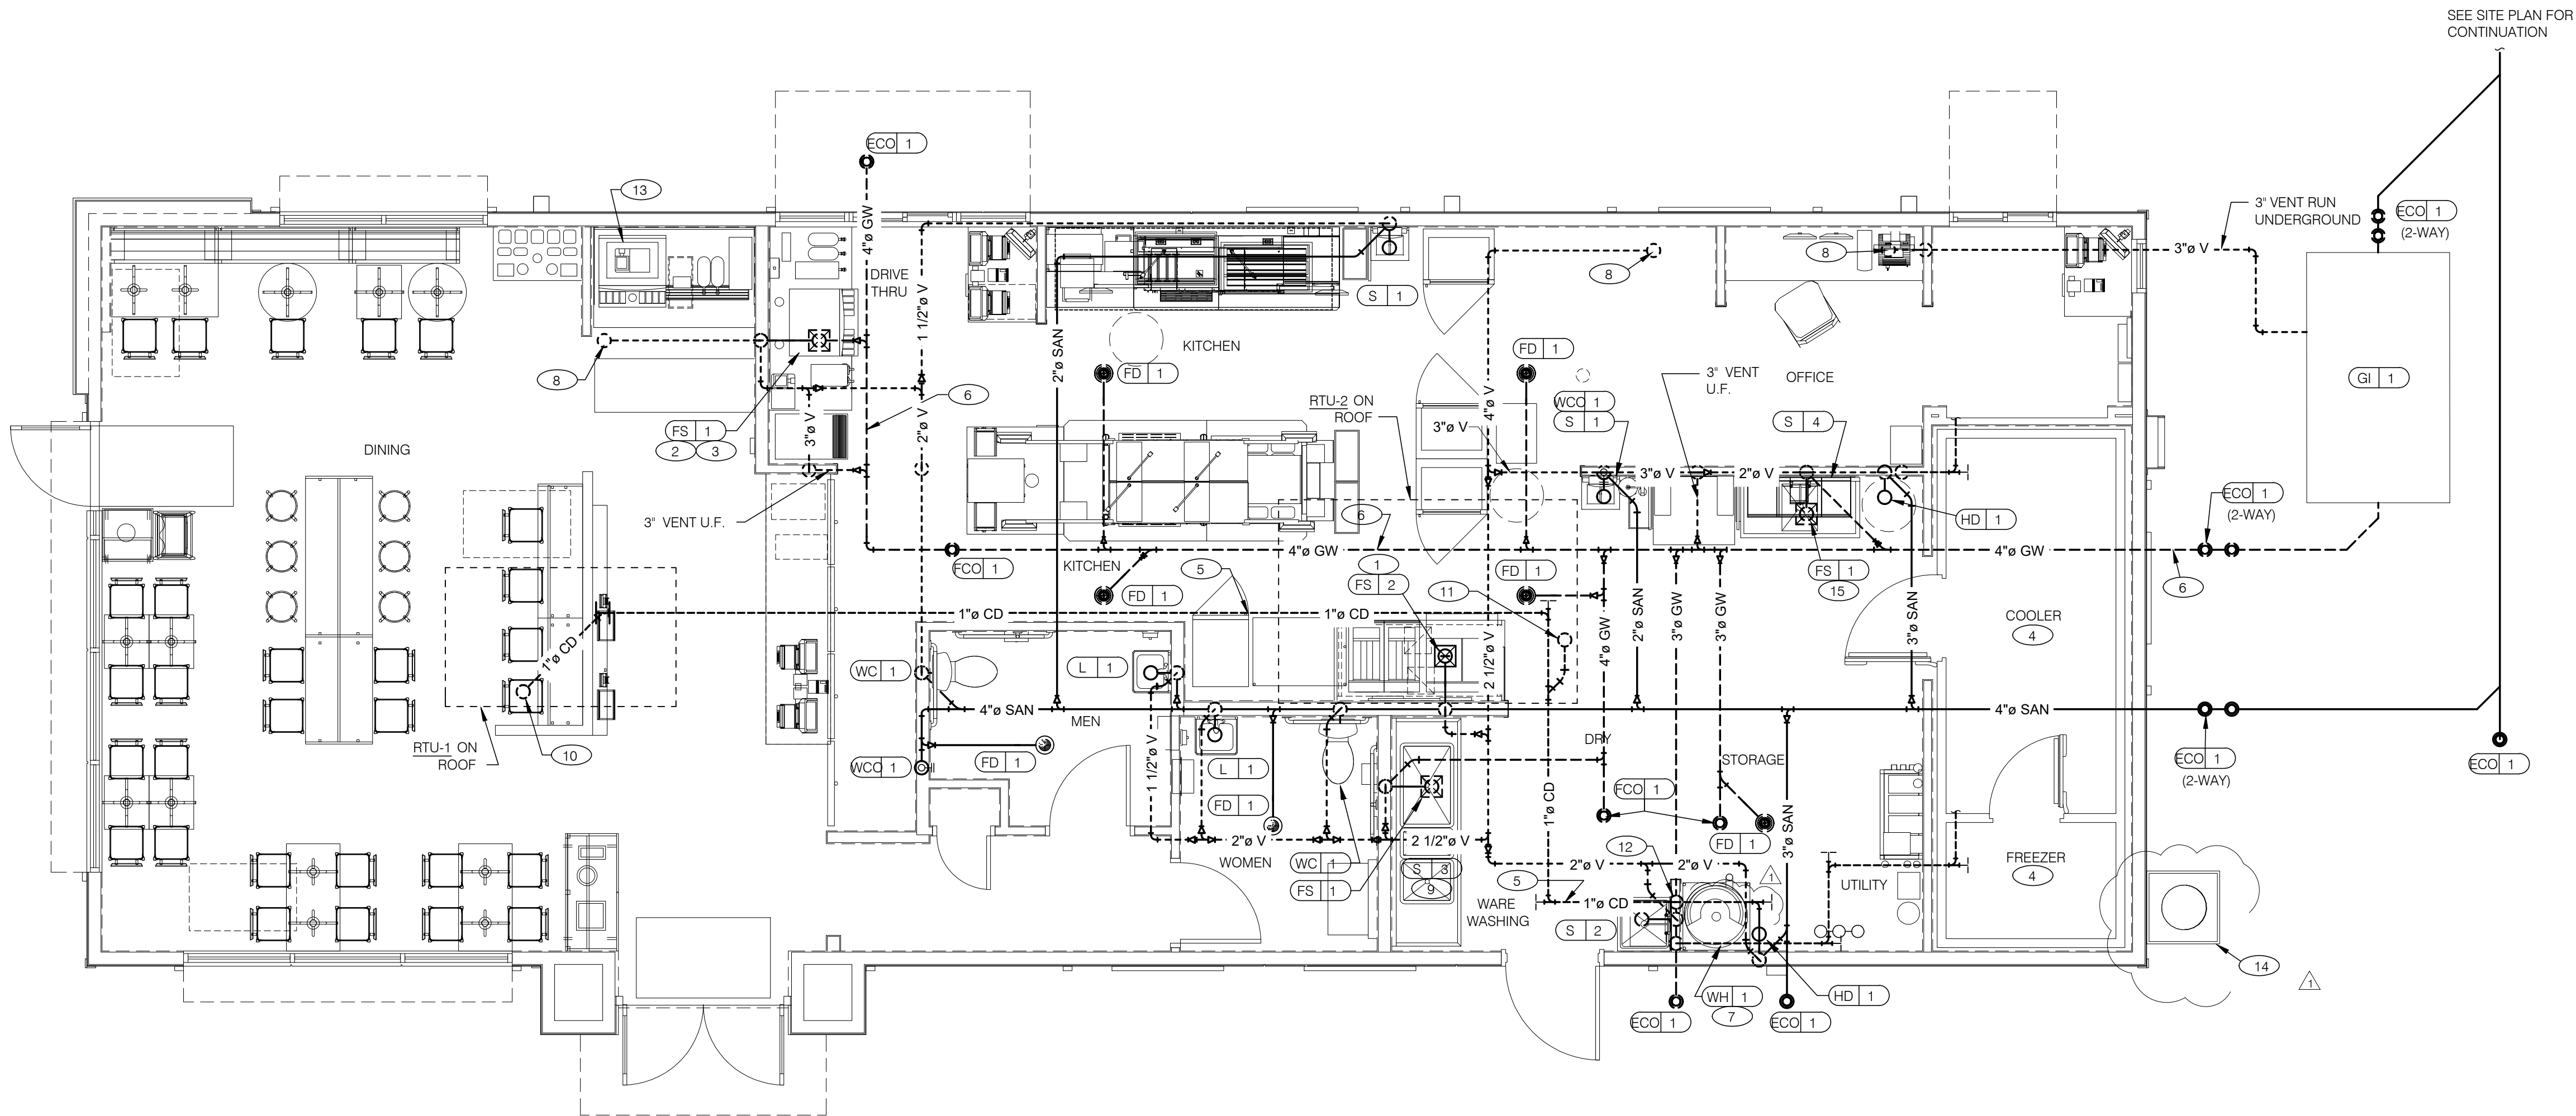 SEE SITE PLAN FOR
CONTINUATION
ECO 1
13
4"ø GW
DRIVE
THRU
1 1/2"ø V
2"ø V
2"ø SAN
S 1
8
8
3" VENT RUN
UNDERGROUND
3"ø V
ECO 1
(2-WAY)
GI 1
8
KITCHEN
FD 1
FD 1
RTU-2 ON
ROOF
4"ø V
3"ø V
3" VENT
U.F.
OFFICE
WCO 1
S 1
S 4
6
FS 1
2 3
3"ø V
DINING
3" VENT U.F.
3"ø V
2"ø V
HD 1
ECO 1
(2-WAY)
6
4"ø GW
1
FS 2
4"ø GW
6
FCO 1
KITCHEN
FD 1
5
FD 1
11
FS 1
15
1"ø CD
1"ø CD
1"ø CD
4"ø GW
2"ø SAN
3"ø GW
3"ø GW
3"ø SAN
COOLER
4
2 1/2"ø V
WC 1
L 1
4"ø SAN
MEN
4"ø SAN
RTU-1 ON
ROOF
10
WCO 1
FD 1
1 1/2"ø V
L 1
FD 1
DRY
STORAGE
ECO 1
(2-WAY)
ECO 1
1"ø CD
FCO 1
FD 1
3"ø SAN
2"ø V
2 1/2"ø V
WOMEN
WC 1
FS 1
S 3
9
12
2"ø V
2"ø V
1
UTILITY
FREEZER
4
5
WARE
WASHING
1"ø CD
S 2
14
1
WH 1
7
HD 1
ECO 1
ECO 1